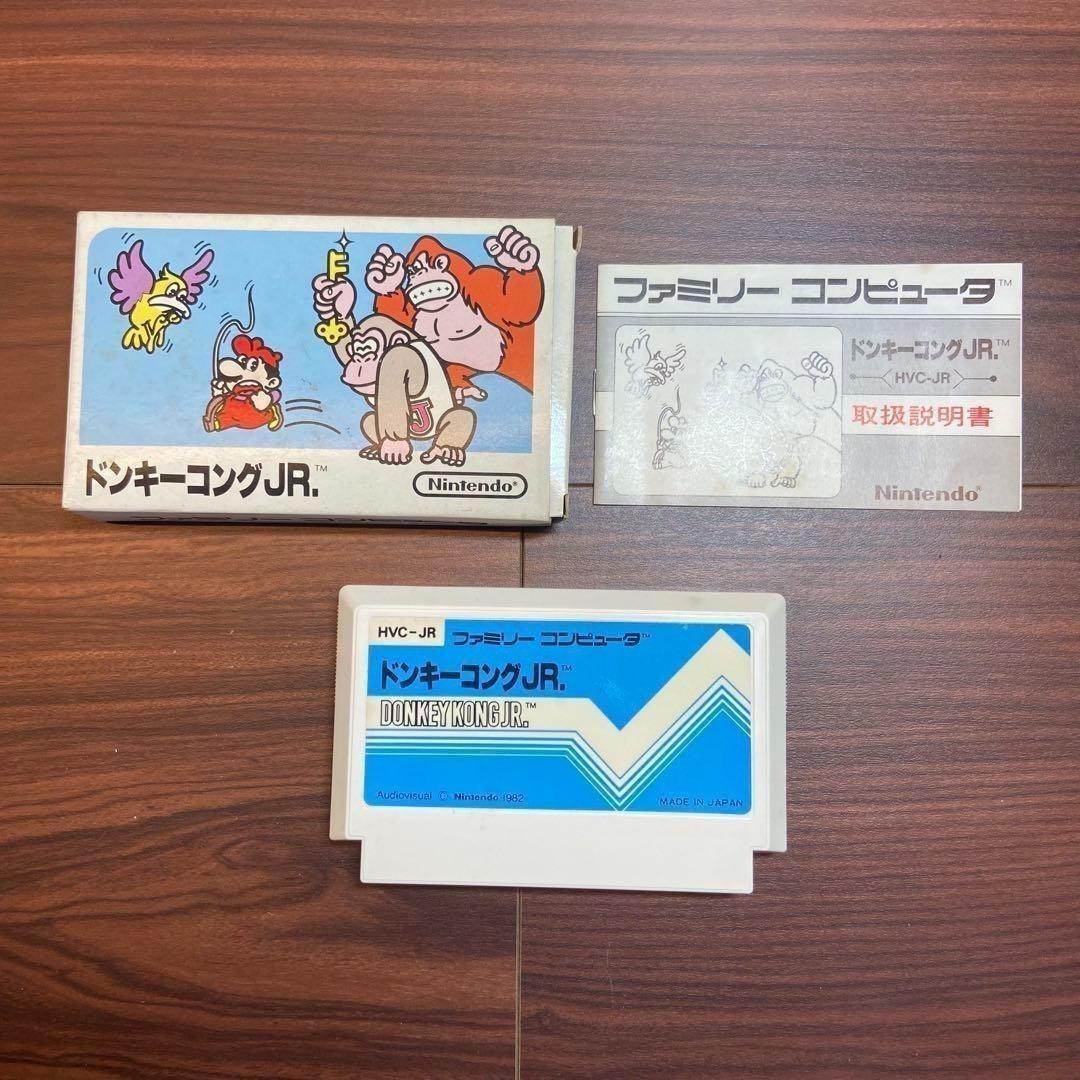 J
ドンキーコングJR.™
Nintendo®
ファミリー コンピュータ™
ドンキーコングJR.™
HVC-JR
取扱説明書
Nintendo®
HVC-JR ファミリー コンピュータ™
ドンキーコングJR.™
DONKEY KONG JR.™
Audiovisual © Nintendo 1982
MADE IN JAPAN